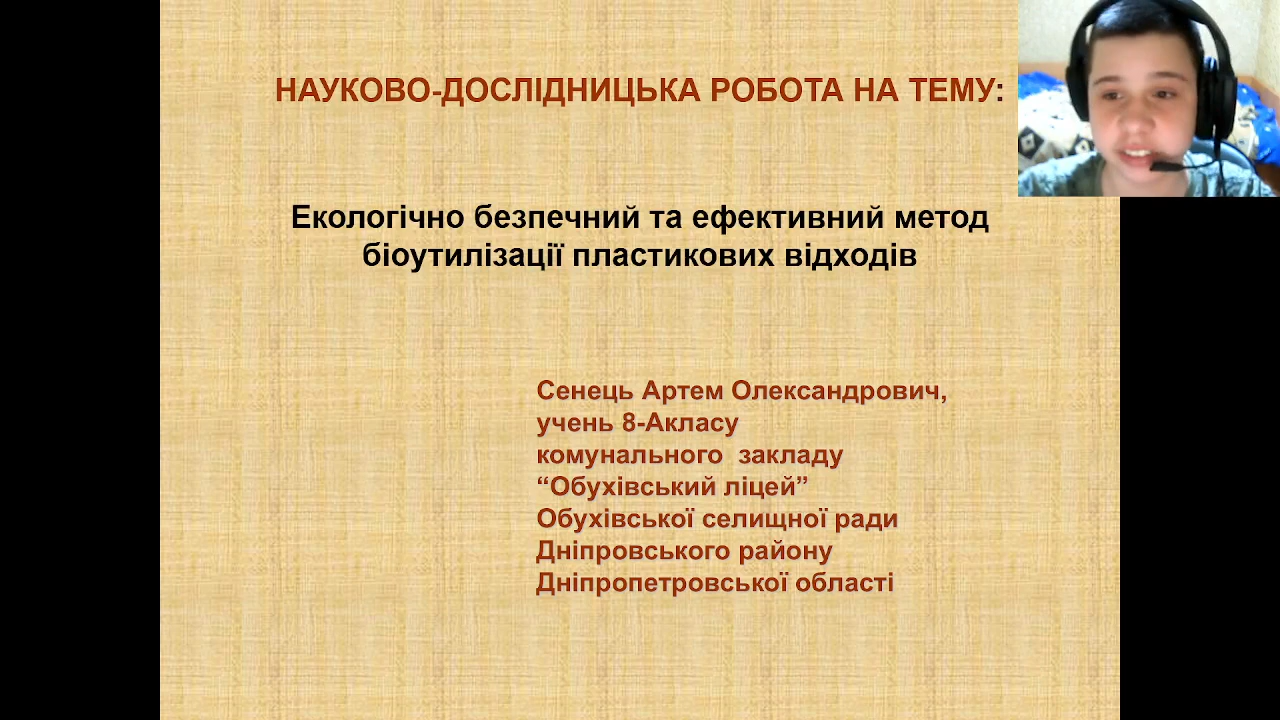 НАУКОВО-ДОСЛІДНИЦЬКА РОБОТА НА ТЕМУ:
Екологічно безпечний та ефективний метод
біоутилізації пластикових відходів
Сенець Артем Олександрович,
учень 8-Акласу
комунального закладу
“Обухівський ліцей”
Обухівської селищної ради
Дніпровського району
Дніпропетровської області